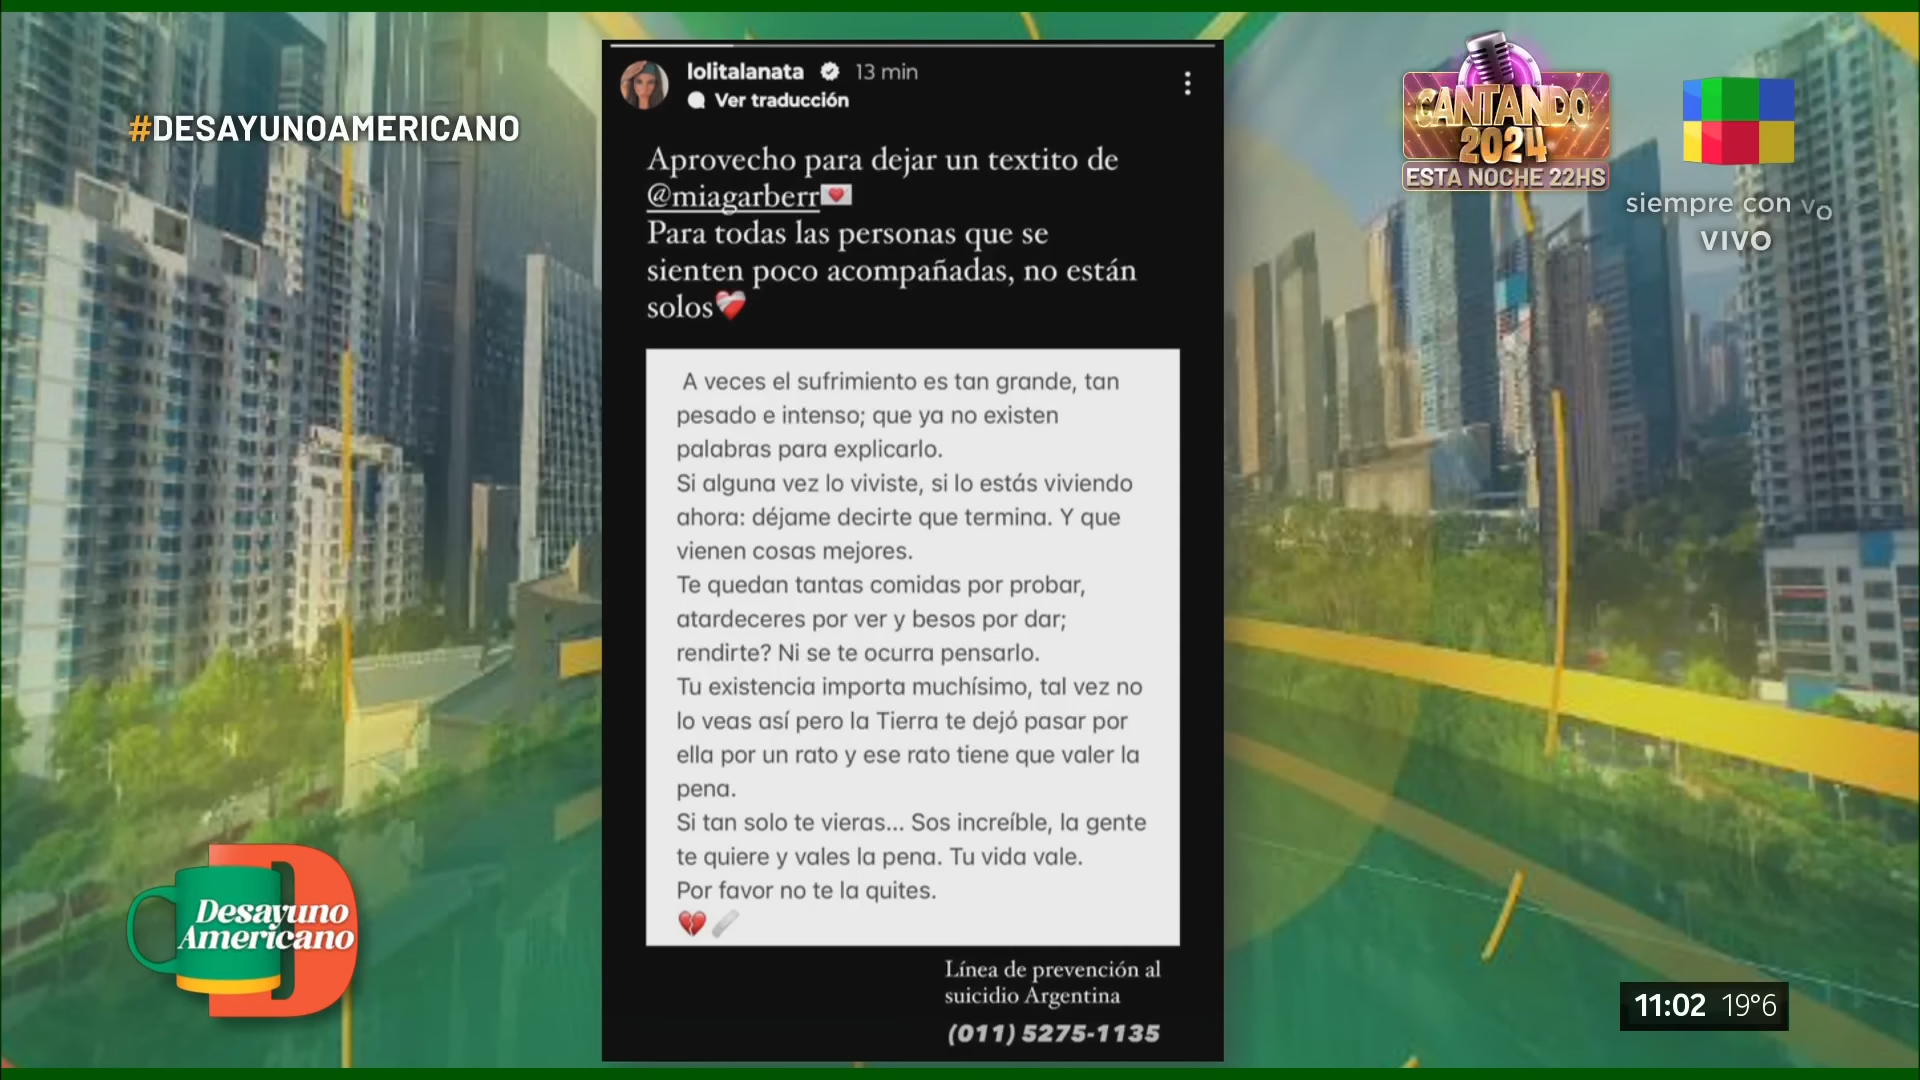 #DESAYUNOAMERICANO
lolitalanata 13 min
Ver traducción
Aprovecho para dejar un textito de
@miagarberr💌
Para todas las personas que se
sienten poco acompañadas, no están
solos❤️‍🩹
A veces el sufrimiento es tan grande, tan
pesado e intenso; que ya no existen
palabras para explicarlo.
Si alguna vez lo viviste, si lo estás viviendo
ahora: déjame decirte que termina. Y que
vienen cosas mejores.
Te quedan tantas comidas por probar,
atardeceres por ver y besos por dar;
rendirte? Ni se te ocurra pensarlo.
Tu existencia importa muchísimo, tal vez no
lo veas así pero la Tierra te dejó pasar por
ella por un rato y ese rato tiene que valer la
pena.
Si tan solo te vieras... Sos increíble, la gente
te quiere y vales la pena. Tu vida vale.
Por favor no te la quites.
💔🩹
Línea de prevención al
suicidio Argentina
(011) 5275-1135
CANTANDO
2024
ESTA NOCHE 22HS
siempre con vo
VIVO
Desayuno
Americano
11:02 19°6